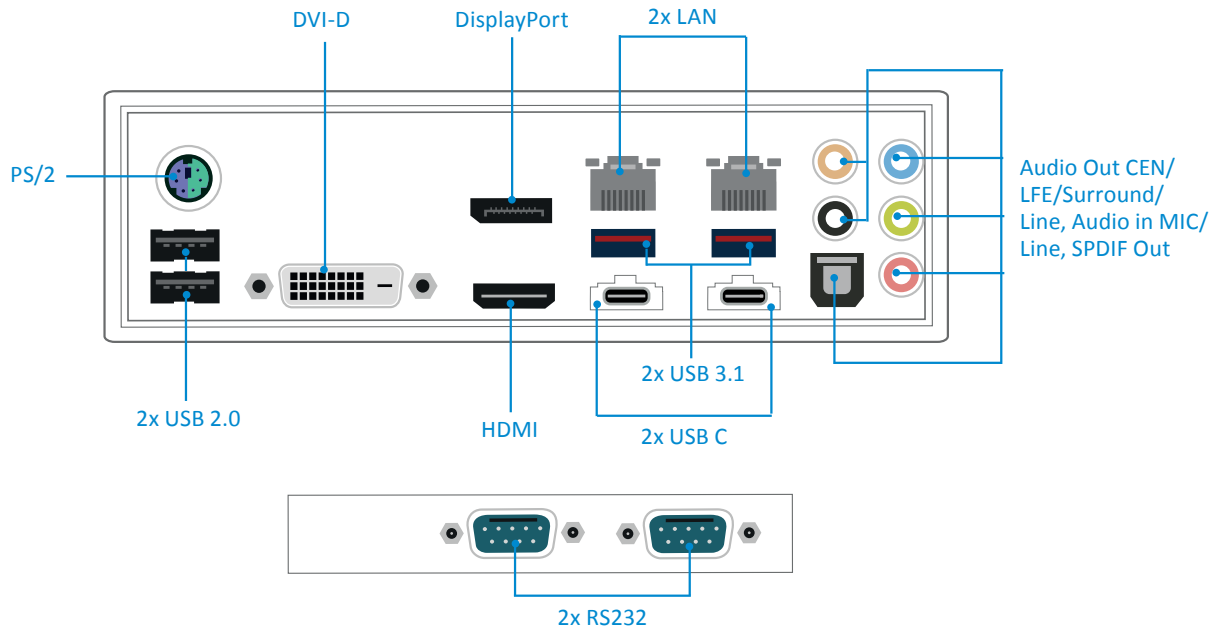 DVI-D
DisplayPort
2x LAN
PS/2
Audio Out CEN/
LFE/Surround/
Line, Audio in MIC/
Line, SPDIF Out
2x USB 3.1
2x USB 2.0
HDMI
2x USB C
2x RS232